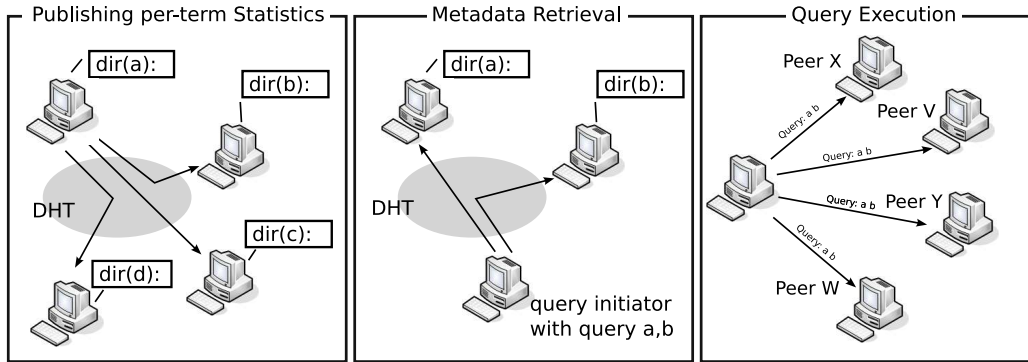 Publishing per-term Statistics
dir(a):
dir(b):
DHT
dir(c):
dir(d):
Metadata Retrieval
dir(a):
dir(b):
DHT
query initiator
with query a,b
Query Execution
Peer X
Query: a b
Peer V
Query: a b
Peer Y
Query: a b
Peer W
Query: a b